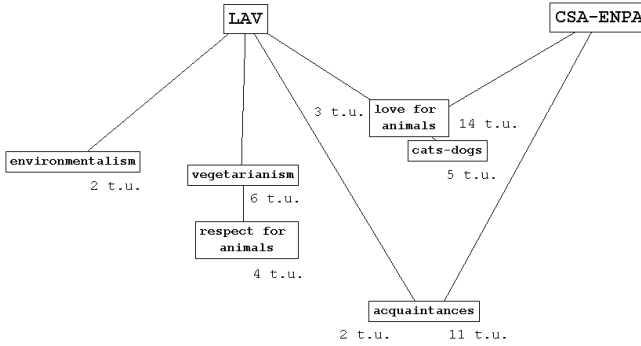 LAV
CSA-ENPA
3 t.u.
love for
animals
14 t.u.
cats-dogs
environmentalism
vegetarianism
5 t.u.
2 t.u.
6 t.u.
respect for
animals
4 t.u.
acquaintances
2 t.u.
11 t.u.